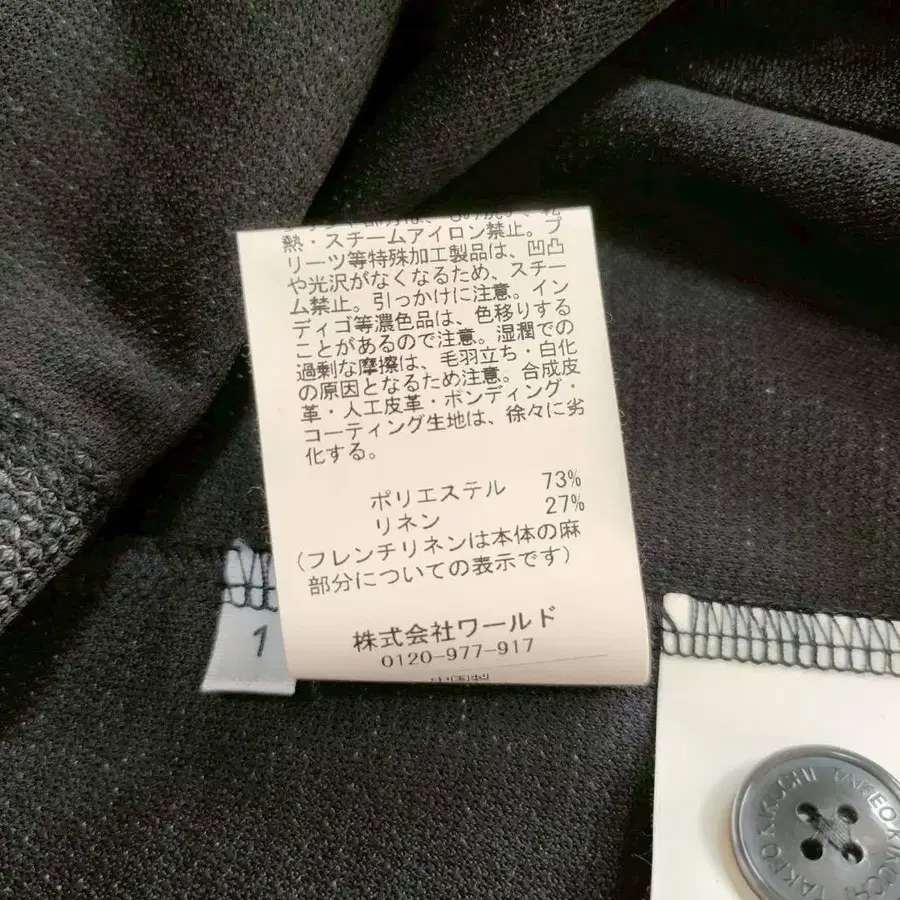 熱・スチームアイロン禁止。プ
リーツ等特殊加工製品は、凹凸
や光沢がなくなるため、スチー
ム禁止。引っかけに注意。イン
ディゴ等濃色品は、色移りする
ことがあるので注意。湿潤での
過剰な摩擦は、毛羽立ち・白化
の原因となるため注意。合成皮
革・人工皮革・ボンディング・
コーティング生地は、徐々に劣
化する。
ポリエステル 73%
リネン 27%
(フレンチリネンは本体の麻
部分についての表示です)
株式会社ワールド
0120-977-917
中国製
1
TAKEO KIKUCHI